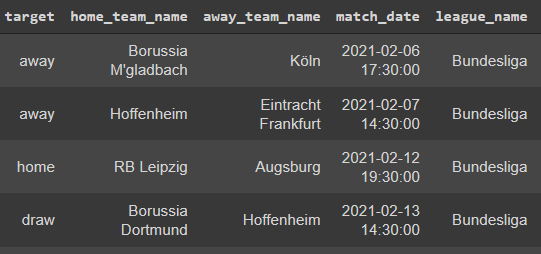 target home_team_name away_team_name match_date league_name
away Borussia M'gladbach Köln 2021-02-06 17:30:00 Bundesliga
away Hoffenheim Eintracht Frankfurt 2021-02-07 14:30:00 Bundesliga
home RB Leipzig Augsburg 2021-02-12 19:30:00 Bundesliga
draw Borussia Dortmund Hoffenheim 2021-02-13 14:30:00 Bundesliga